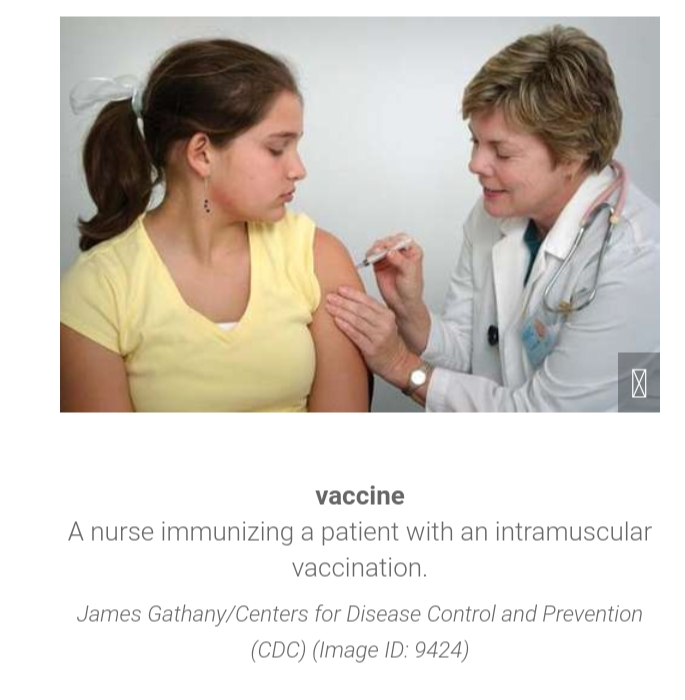 vaccine
A nurse immunizing a patient with an intramuscular
vaccination.
James Gathany/Centers for Disease Control and Prevention
(CDC) (Image ID: 9424)